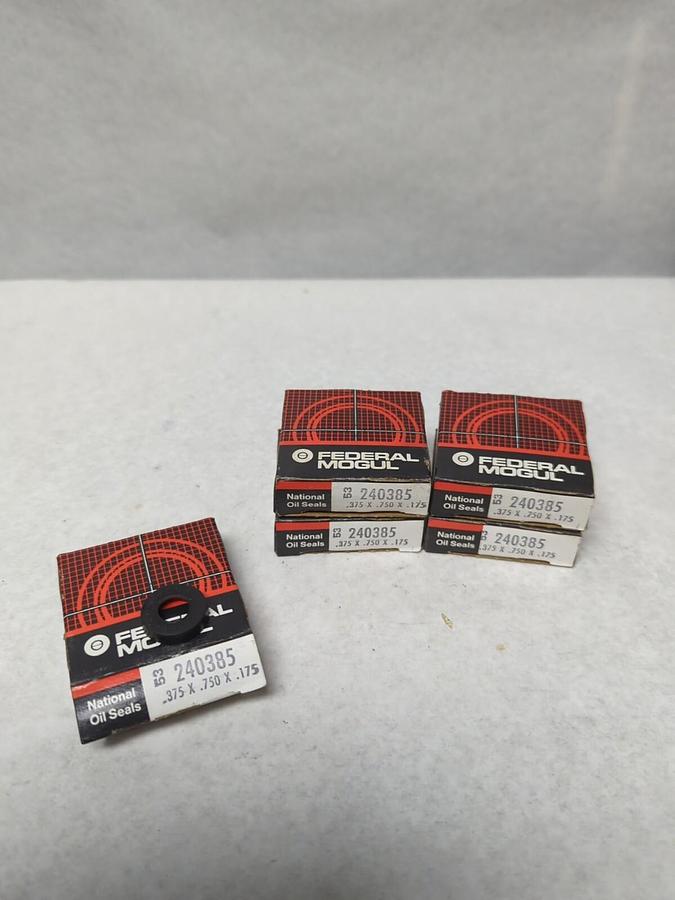 FEDERAL
MOGUL
National
Oil Seals
53 240385
.375 X .750 X .175
FEDERAL
MOGUL
National
Oil Seals
53 240385
.375 X .750 X .175
National
Oil Seals
53 240385
.375 X .750 X .175
National
Oil Seals
53 240385
.375 X .750 X .175
National
Oil Seals
53 240385
.375 X .750 X .175